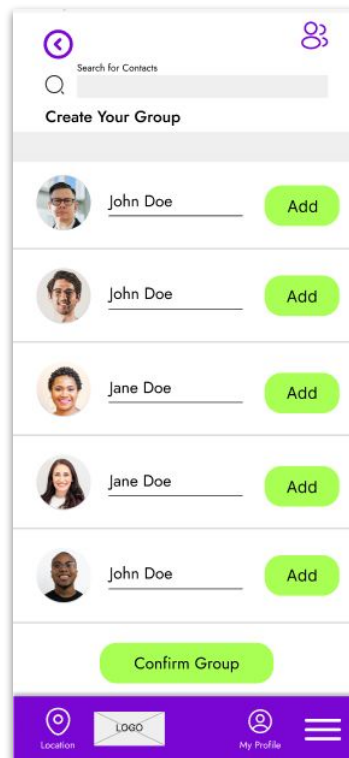 Search for Contacts
Create Your Group
John Doe
Add
John Doe
Add
Jane Doe
Add
Jane Doe
Add
John Doe
Add
Confirm Group
Location
LOGO
My Profile